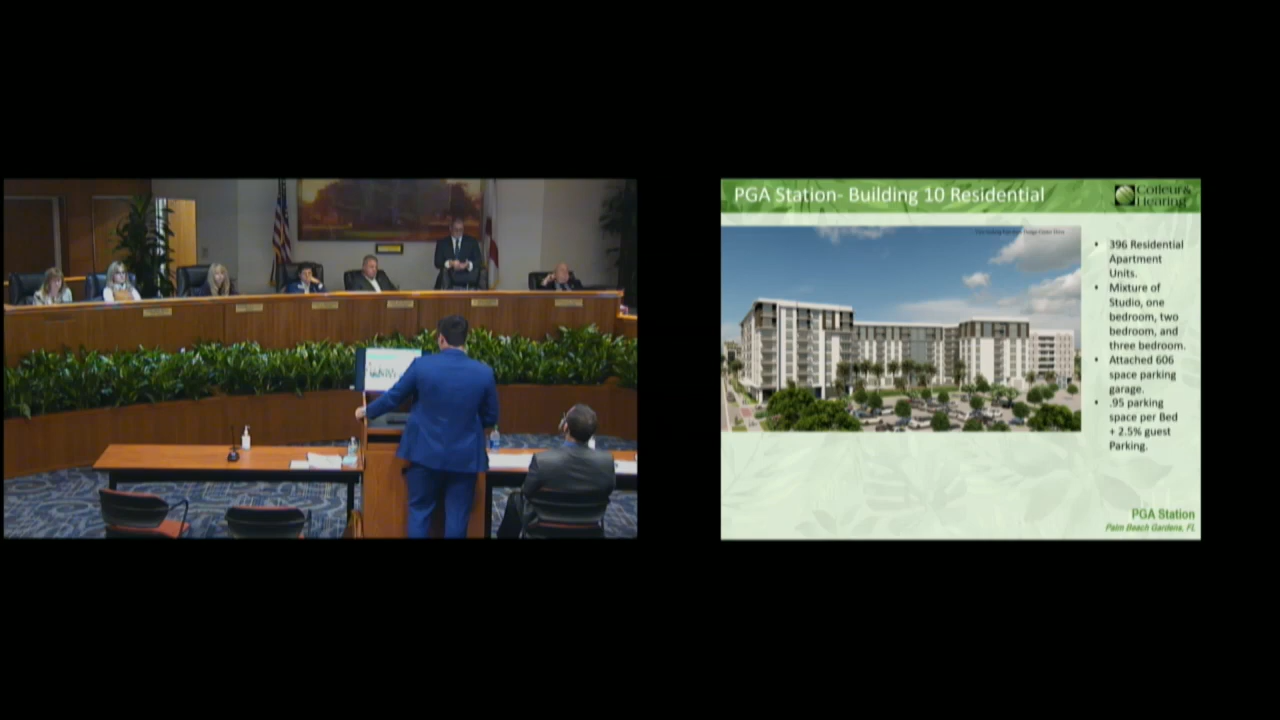 PGA Station- Building 10 Residential
Cotleur &
Hearing
• 396 Residential
Apartment
Units.
• Mixture of
Studio, one
bedroom, two
bedroom, and
three bedroom.
• Attached 606
space parking
garage.
• .95 parking
space per Bed
+ 2.5% guest
Parking.
PGA Station
Palm Beach Gardens, FL